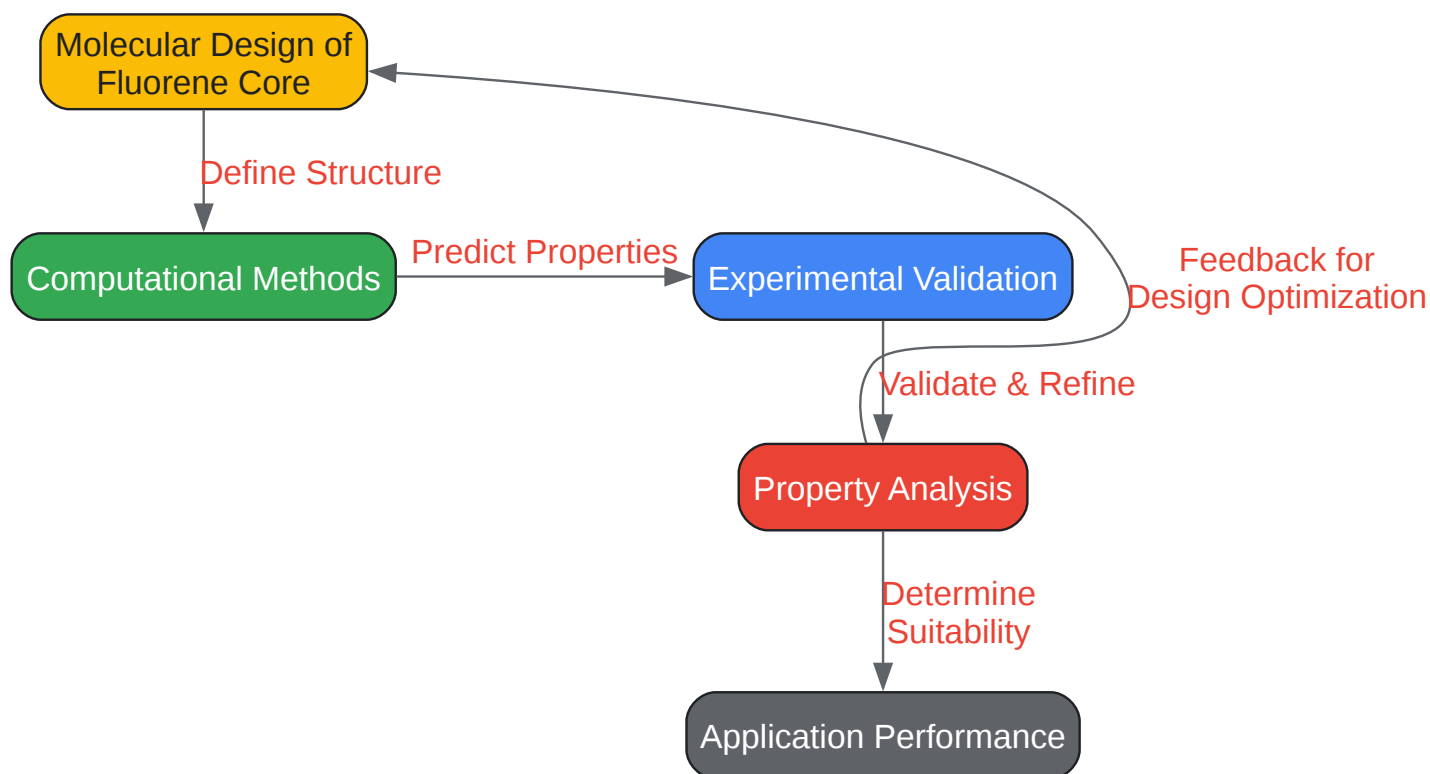 Molecular Design of
Fluorene Core
Define Structure
Computational Methods
Predict Properties
Experimental Validation
Feedback for
Design Optimization
Validate & Refine
Property Analysis
Determine
Suitability
Application Performance